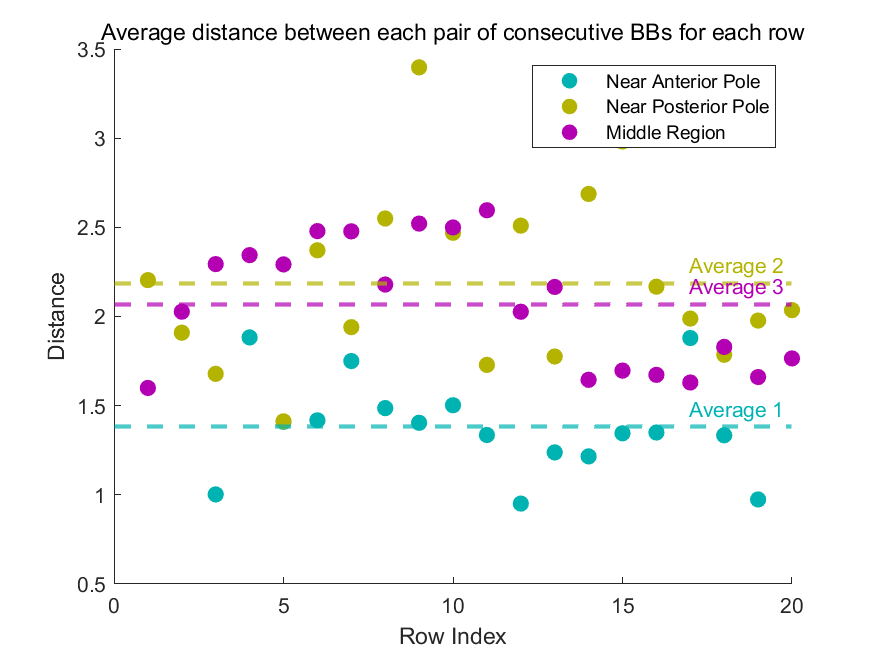 Average distance between each pair of consecutive BBs for each row
3.5
3
2.5
2
1.5
1
0.5
Distance
Near Anterior Pole
Near Posterior Pole
Middle Region
Average 2
Average 3
Average 1
0
5
10
15
20
Row Index